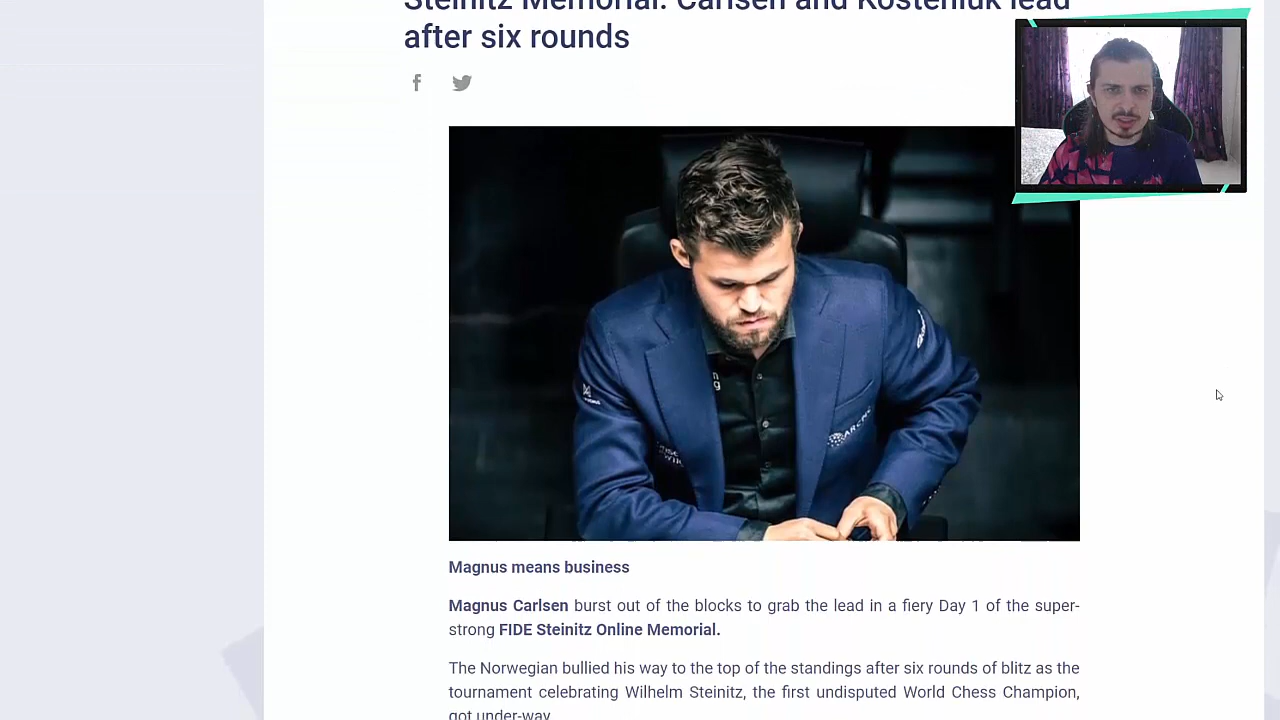 Steinitz Memorial: Carlsen and Kosteniuk lead
after six rounds
Magnus means business
Magnus Carlsen burst out of the blocks to grab the lead in a fiery Day 1 of the super-
strong FIDE Steinitz Online Memorial.
The Norwegian bullied his way to the top of the standings after six rounds of blitz as the
tournament celebrating Wilhelm Steinitz, the first undisputed World Chess Champion,
got under-way.